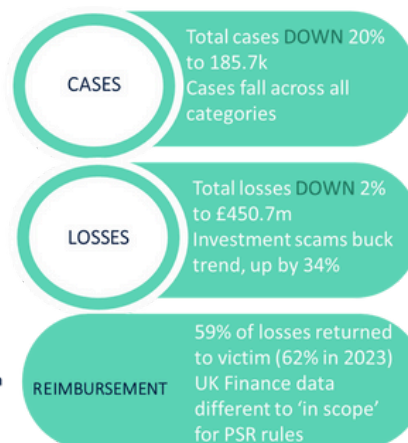 CASES
Total cases DOWN 20%
to 185.7k
Cases fall across all
categories
LOSSES
Total losses DOWN 2%
to £450.7m
Investment scams buck
trend, up by 34%
REIMBURSEMENT
59% of losses returned
to victim (62% in 2023)
UK Finance data
different to ‘in scope’
for PSR rules